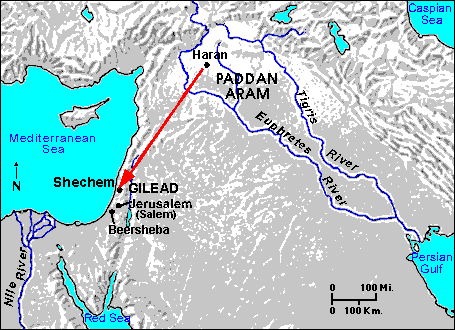 Caspian
Sea
Haran
PADDAN
ARAM
Tigris
River
Euphretes
River
Mediterranean
Sea
N
Shechem
GILEAD
Jerusalem
(Salem)
Beersheba
Nile River
Red Sea
Persian
Gulf
0 100 Mi.
0 100 Km.